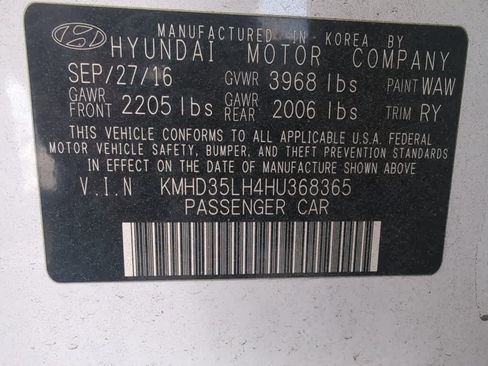 MANUFACTURED IN KOREA BY
HYUNDAI MOTOR COMPANY
SEP/27/16 GVWR 3968 lbs PAINT WAW
GAWR FRONT 2205 lbs GAWR REAR 2006 lbs TRIM RY
THIS VEHICLE CONFORMS TO ALL APPLICABLE U.S.A. FEDERAL
MOTOR VEHICLE SAFETY, BUMPER, AND THEFT PREVENTION STANDARDS
IN EFFECT ON THE DATE OF MANUFACTURE SHOWN ABOVE.
V.I.N KMHD35LH4HU368365
PASSENGER CAR